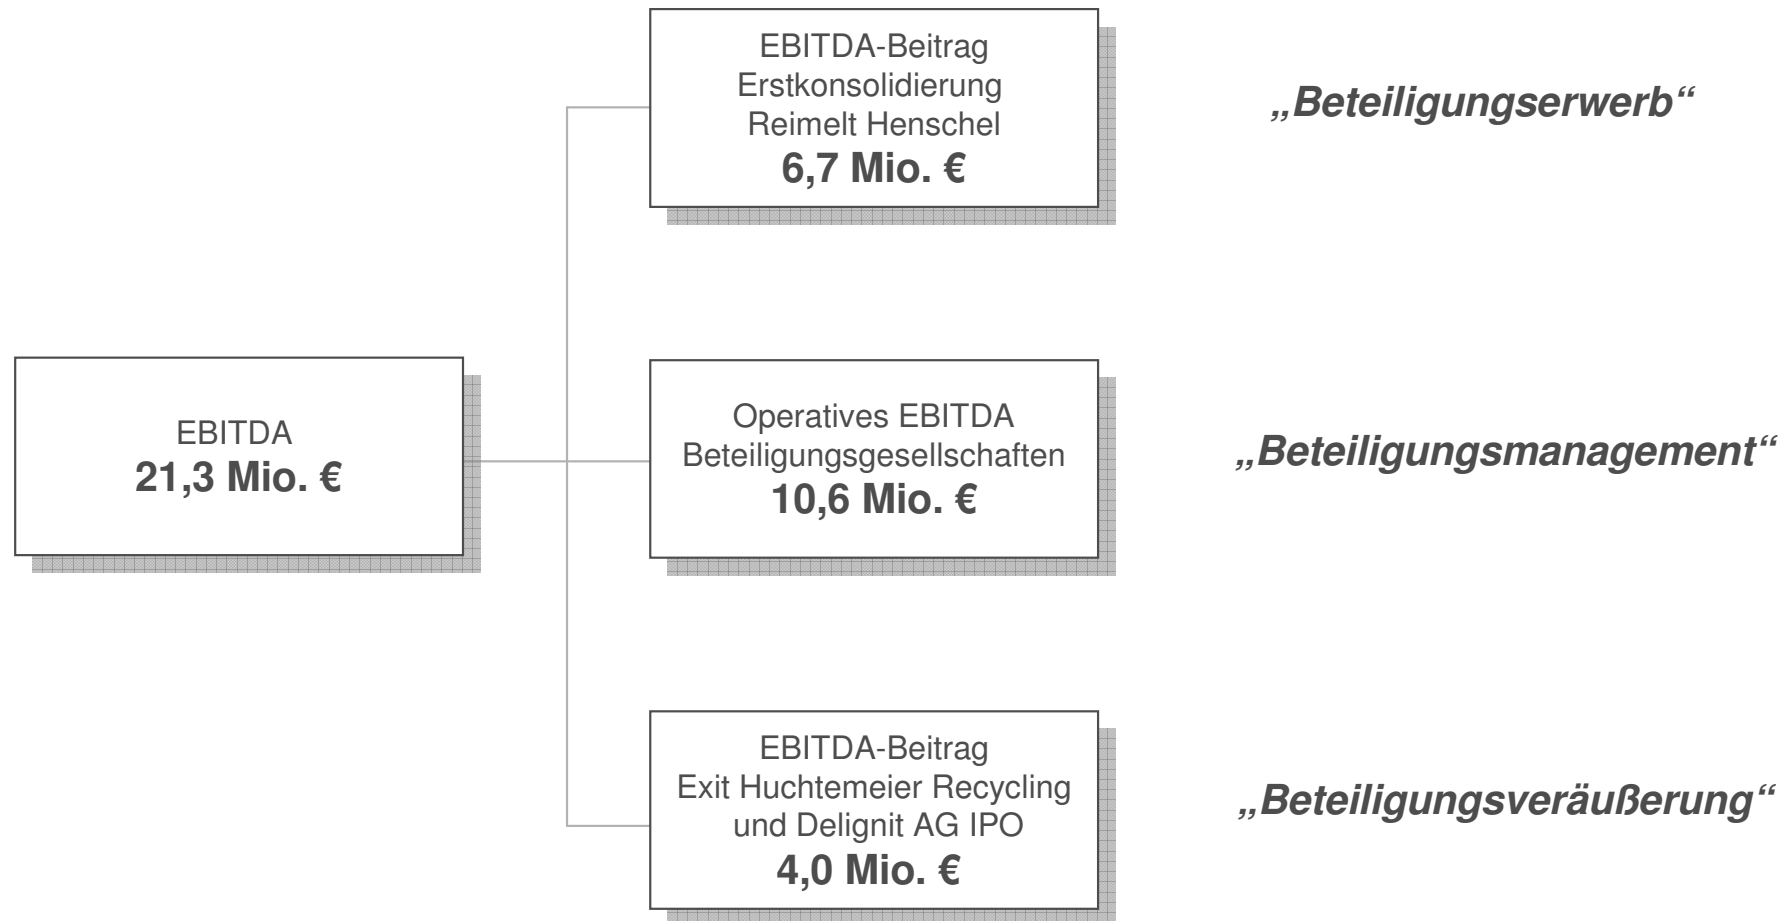 EBITDA-Beitrag
Erstkonsolidierung
Reimelt Henschel
6,7 Mio. €
„Beteiligungserwerb“
EBITDA
21,3 Mio. €
Operatives EBITDA
Beteiligungsgesellschaften
10,6 Mio. €
„Beteiligungsmanagement“
EBITDA-Beitrag
Exit Huchtemeier Recycling
und Delignit AG IPO
4,0 Mio. €
„Beteiligungsveräußerung“